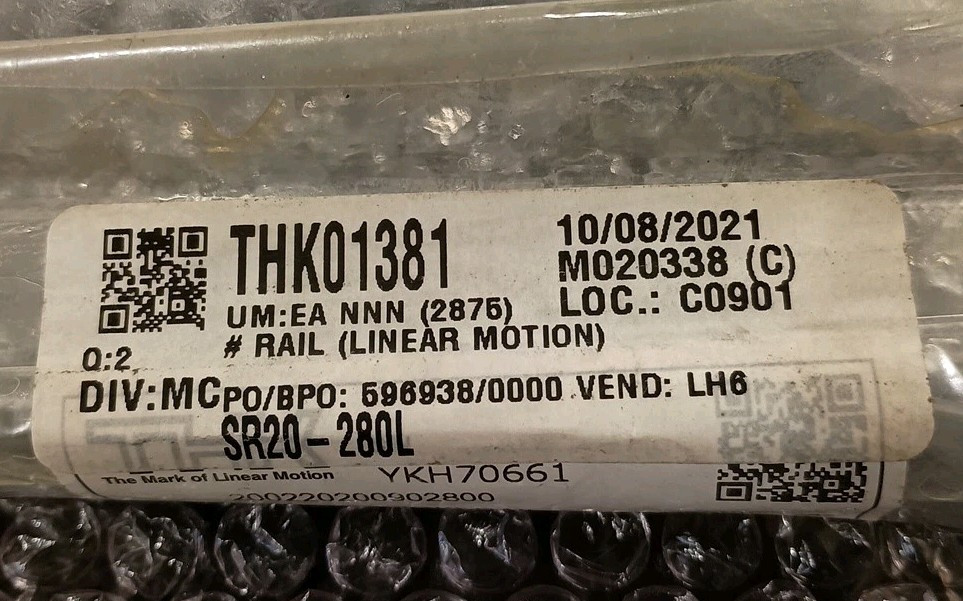 THK01381
10/08/2021
M020338 (C)
LOC.: C0901
UM:EA NNN (2875)
# RAIL (LINEAR MOTION)
Q:2
DIV:MC PO/BPO: 596938/0000 VEND: LH6
SR20-280L
The Mark of Linear Motion YKH70661
200220200902800